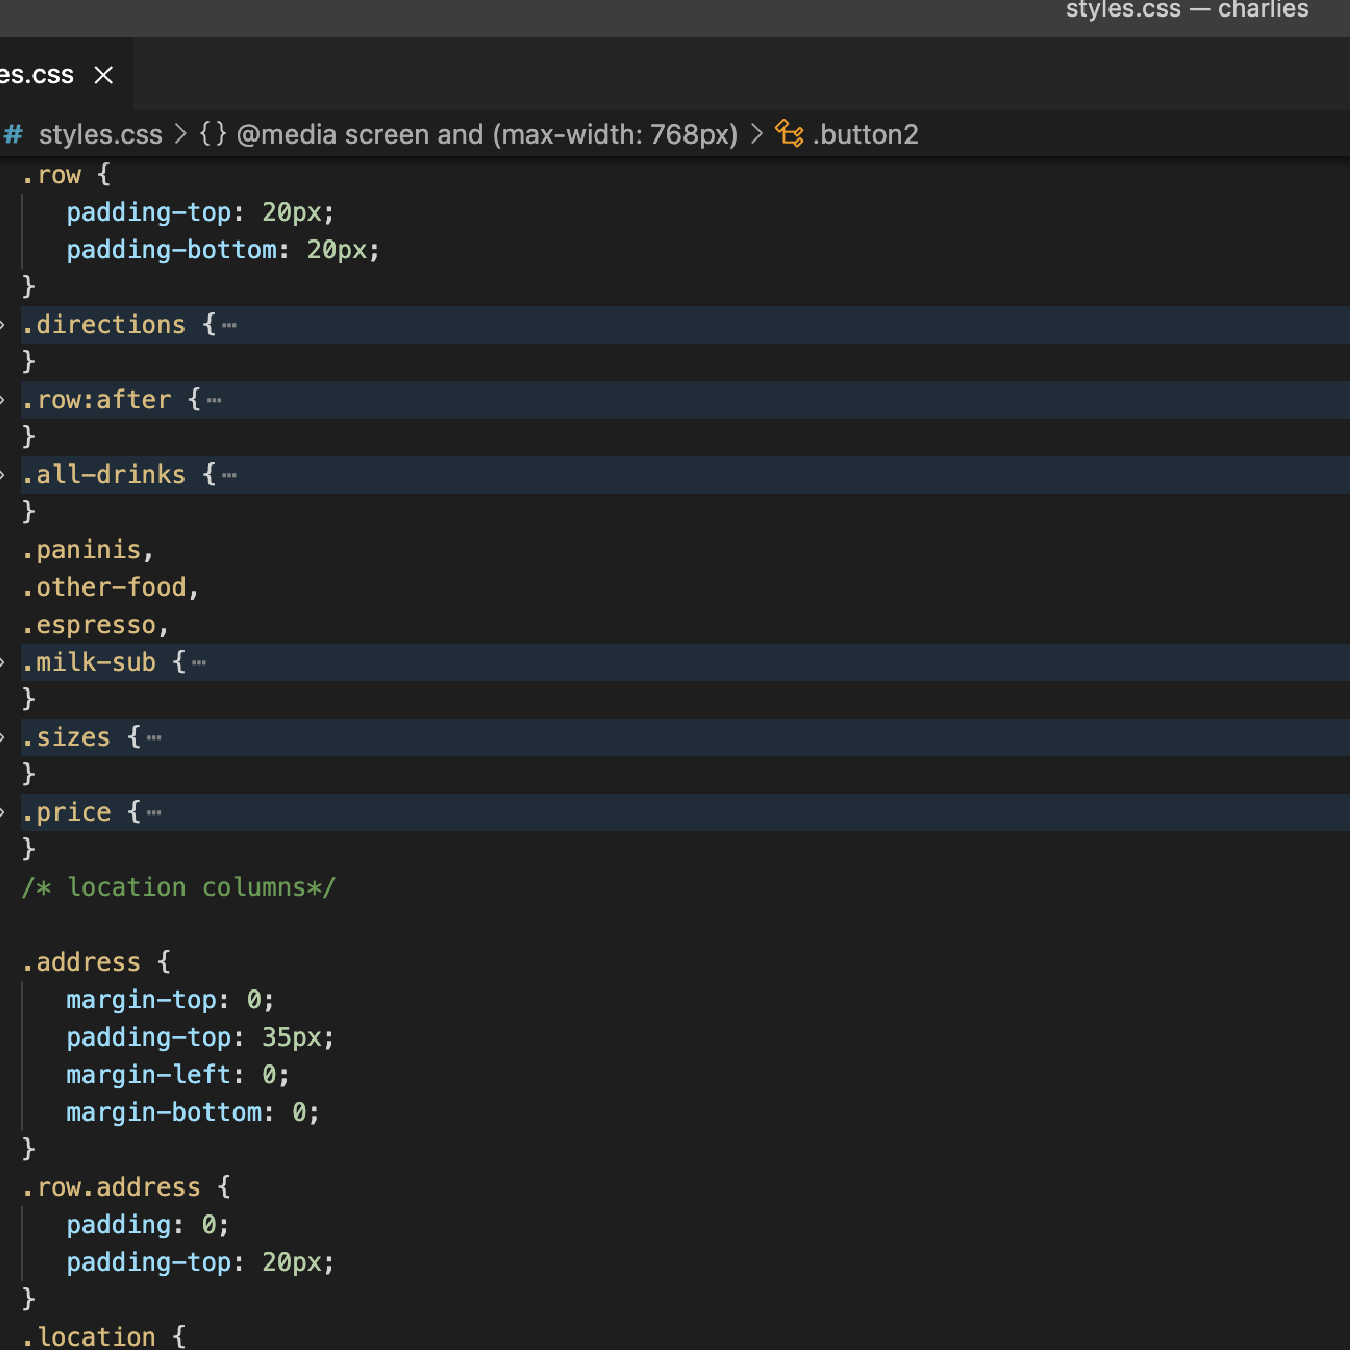 styles.css — charlies
es.css ×
# styles.css > {} @media screen and (max-width: 768px) > .button2
.row {
padding-top: 20px;
padding-bottom: 20px;
}
.directions {…
}
.row:after {…
}
.all-drinks {…
}
.paninis,
.other-food,
.espresso,
.milk-sub {…
}
.sizes {…
}
.price {…
}
/* location columns*/
.address {
margin-top: 0;
padding-top: 35px;
margin-left: 0;
margin-bottom: 0;
}
.row.address {
padding: 0;
padding-top: 20px;
}
.location {